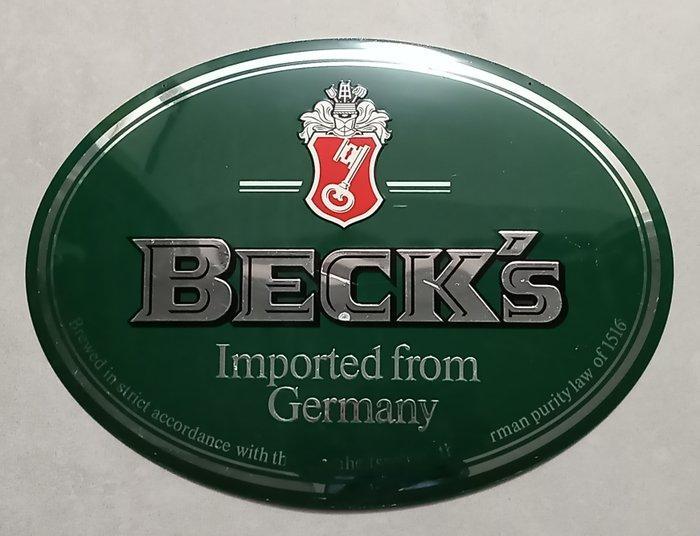 BECK's
Imported from
Germany
Brewed in strict accordance with th
rman purity law of 1516